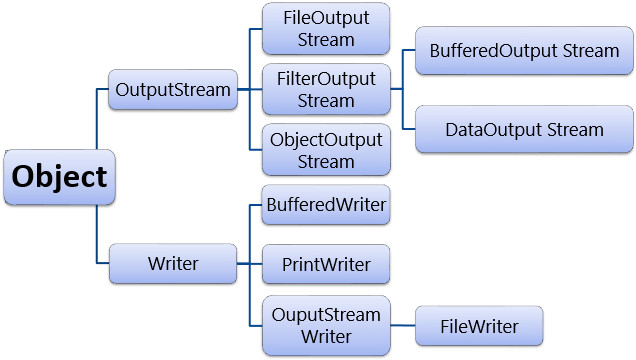 Object
OutputStream
FileOutput
Stream
FilterOutput
Stream
BufferedOutput Stream
DataOutput Stream
ObjectOutput
Stream
Writer
BufferedWriter
PrintWriter
OuputStream
Writer
FileWriter